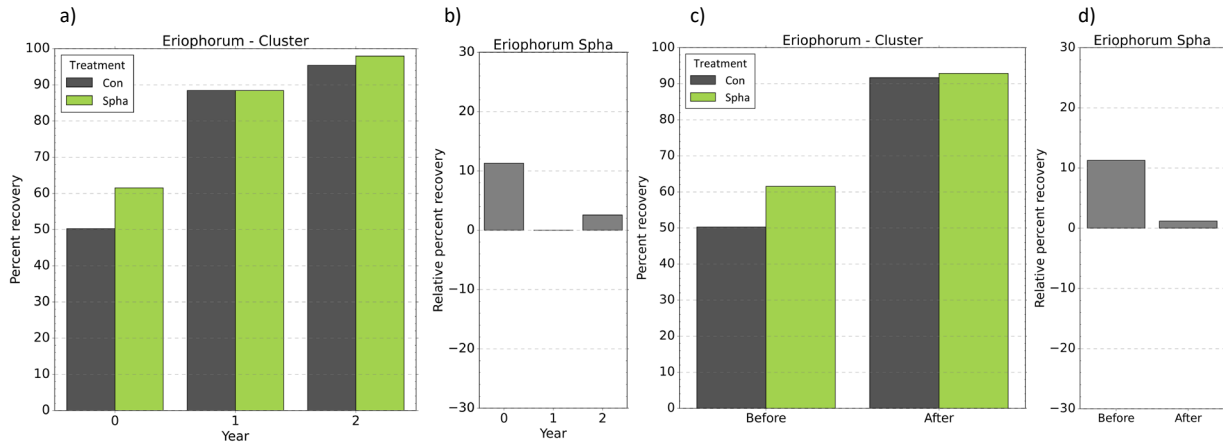 a)
Eriophorum - Cluster
Treatment
Con
Spha
100
90
80
70
60
50
40
30
20
10
0
Percent recovery
0 1 2
Year
b)
Eriophorum Spha
30
20
10
0
−10
−20
−30
Relative percent recovery
0 1 2
Year
c)
Eriophorum - Cluster
Treatment
Con
Spha
100
90
80
70
60
50
40
30
20
10
0
Percent recovery
Before After
d)
Eriophorum Spha
30
20
10
0
−10
−20
−30
Relative percent recovery
Before After